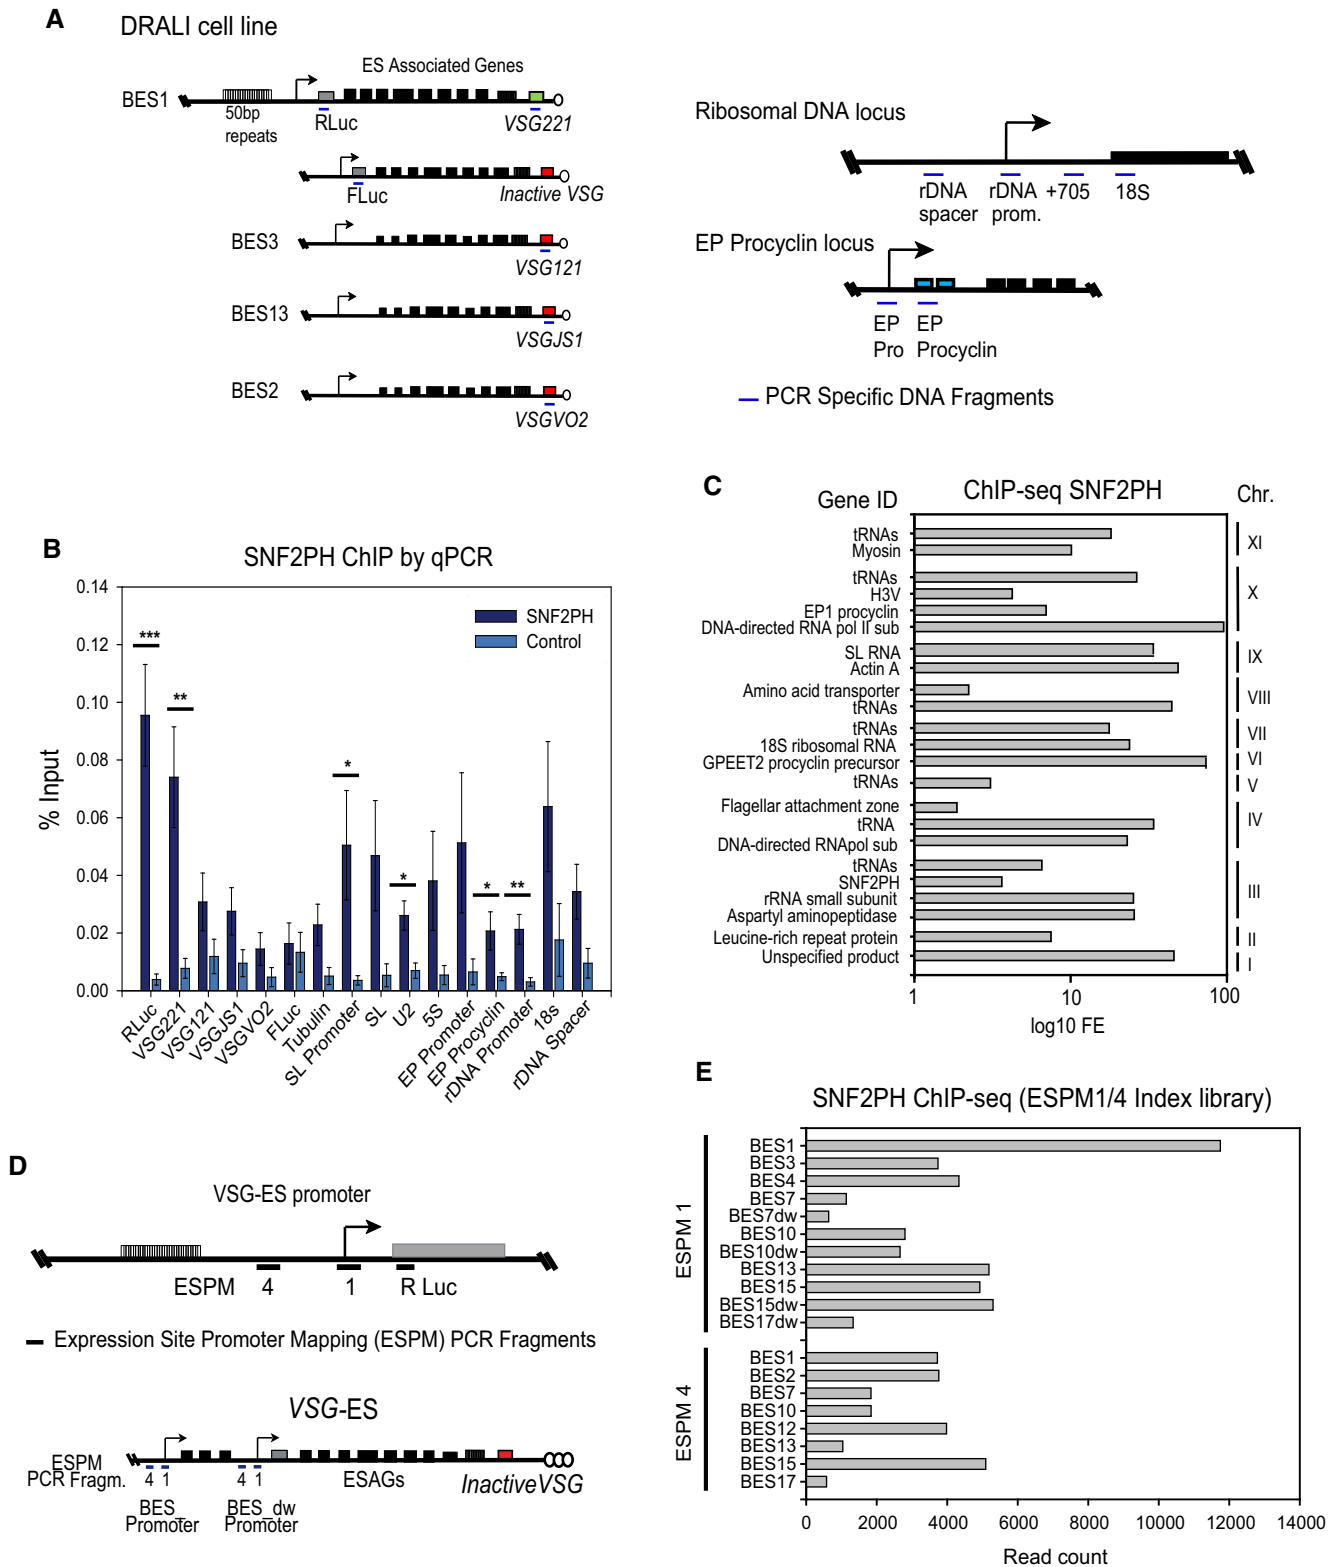 A
DRALI cell line
ES Associated Genes
BES1
50bp
repeats
RLuc
VSG221
FLuc
Inactive VSG
BES3
VSG121
BES13
VSGJS1
BES2
VSGVO2
Ribosomal DNA locus
rDNA
spacer
rDNA
prom.
+705
18S
EP Procyclin locus
EP
Pro
EP
Procyclin
PCR Specific DNA Fragments
B
SNF2PH ChIP by qPCR
% Input
0.14
0.12
0.10
0.08
0.06
0.04
0.02
0.00
SNF2PH
Control
***
**
*
*
*
**
RLuc
VSG221
VSG121
VSGJS1
VSGVO2
FLuc
Tubulin
SL Promoter
SL
U2
5S
EP Promoter
EP Procyclin
rDNA Promoter
18s
rDNA Spacer
C
Gene ID
ChIP-seq SNF2PH
Chr.
tRNAs
Myosin
XI
tRNAs
H3V
EP1 procyclin
DNA-directed RNA pol II sub
X
SL RNA
Actin A
IX
Amino acid transporter
tRNAs
VIII
tRNAs
18S ribosomal RNA
VII
GPEET2 procyclin precursor
VI
tRNAs
V
Flagellar attachment zone
tRNA
DNA-directed RNApol sub
IV
tRNAs
SNF2PH
rRNA small subunit
Aspartyl aminopeptidase
III
Leucine-rich repeat protein
II
Unspecified product
I
1
10
100
log10 FE
D
VSG-ES promoter
ESPM
4
1
R Luc
Expression Site Promoter Mapping (ESPM) PCR Fragments
VSG-ES
ESPM
PCR Fragm.
4 1
4 1
ESAGs
InactiveVSG
BES_
Promoter
BES_dw
Promoter
E
SNF2PH ChIP-seq (ESPM1/4 Index library)
ESPM 1
BES1
BES3
BES4
BES7
BES7dw
BES10
BES10dw
BES13
BES15
BES15dw
BES17dw
ESPM 4
BES1
BES2
BES7
BES10
BES12
BES13
BES15
BES17
0
2000
4000
6000
8000
10000
12000
14000
Read count